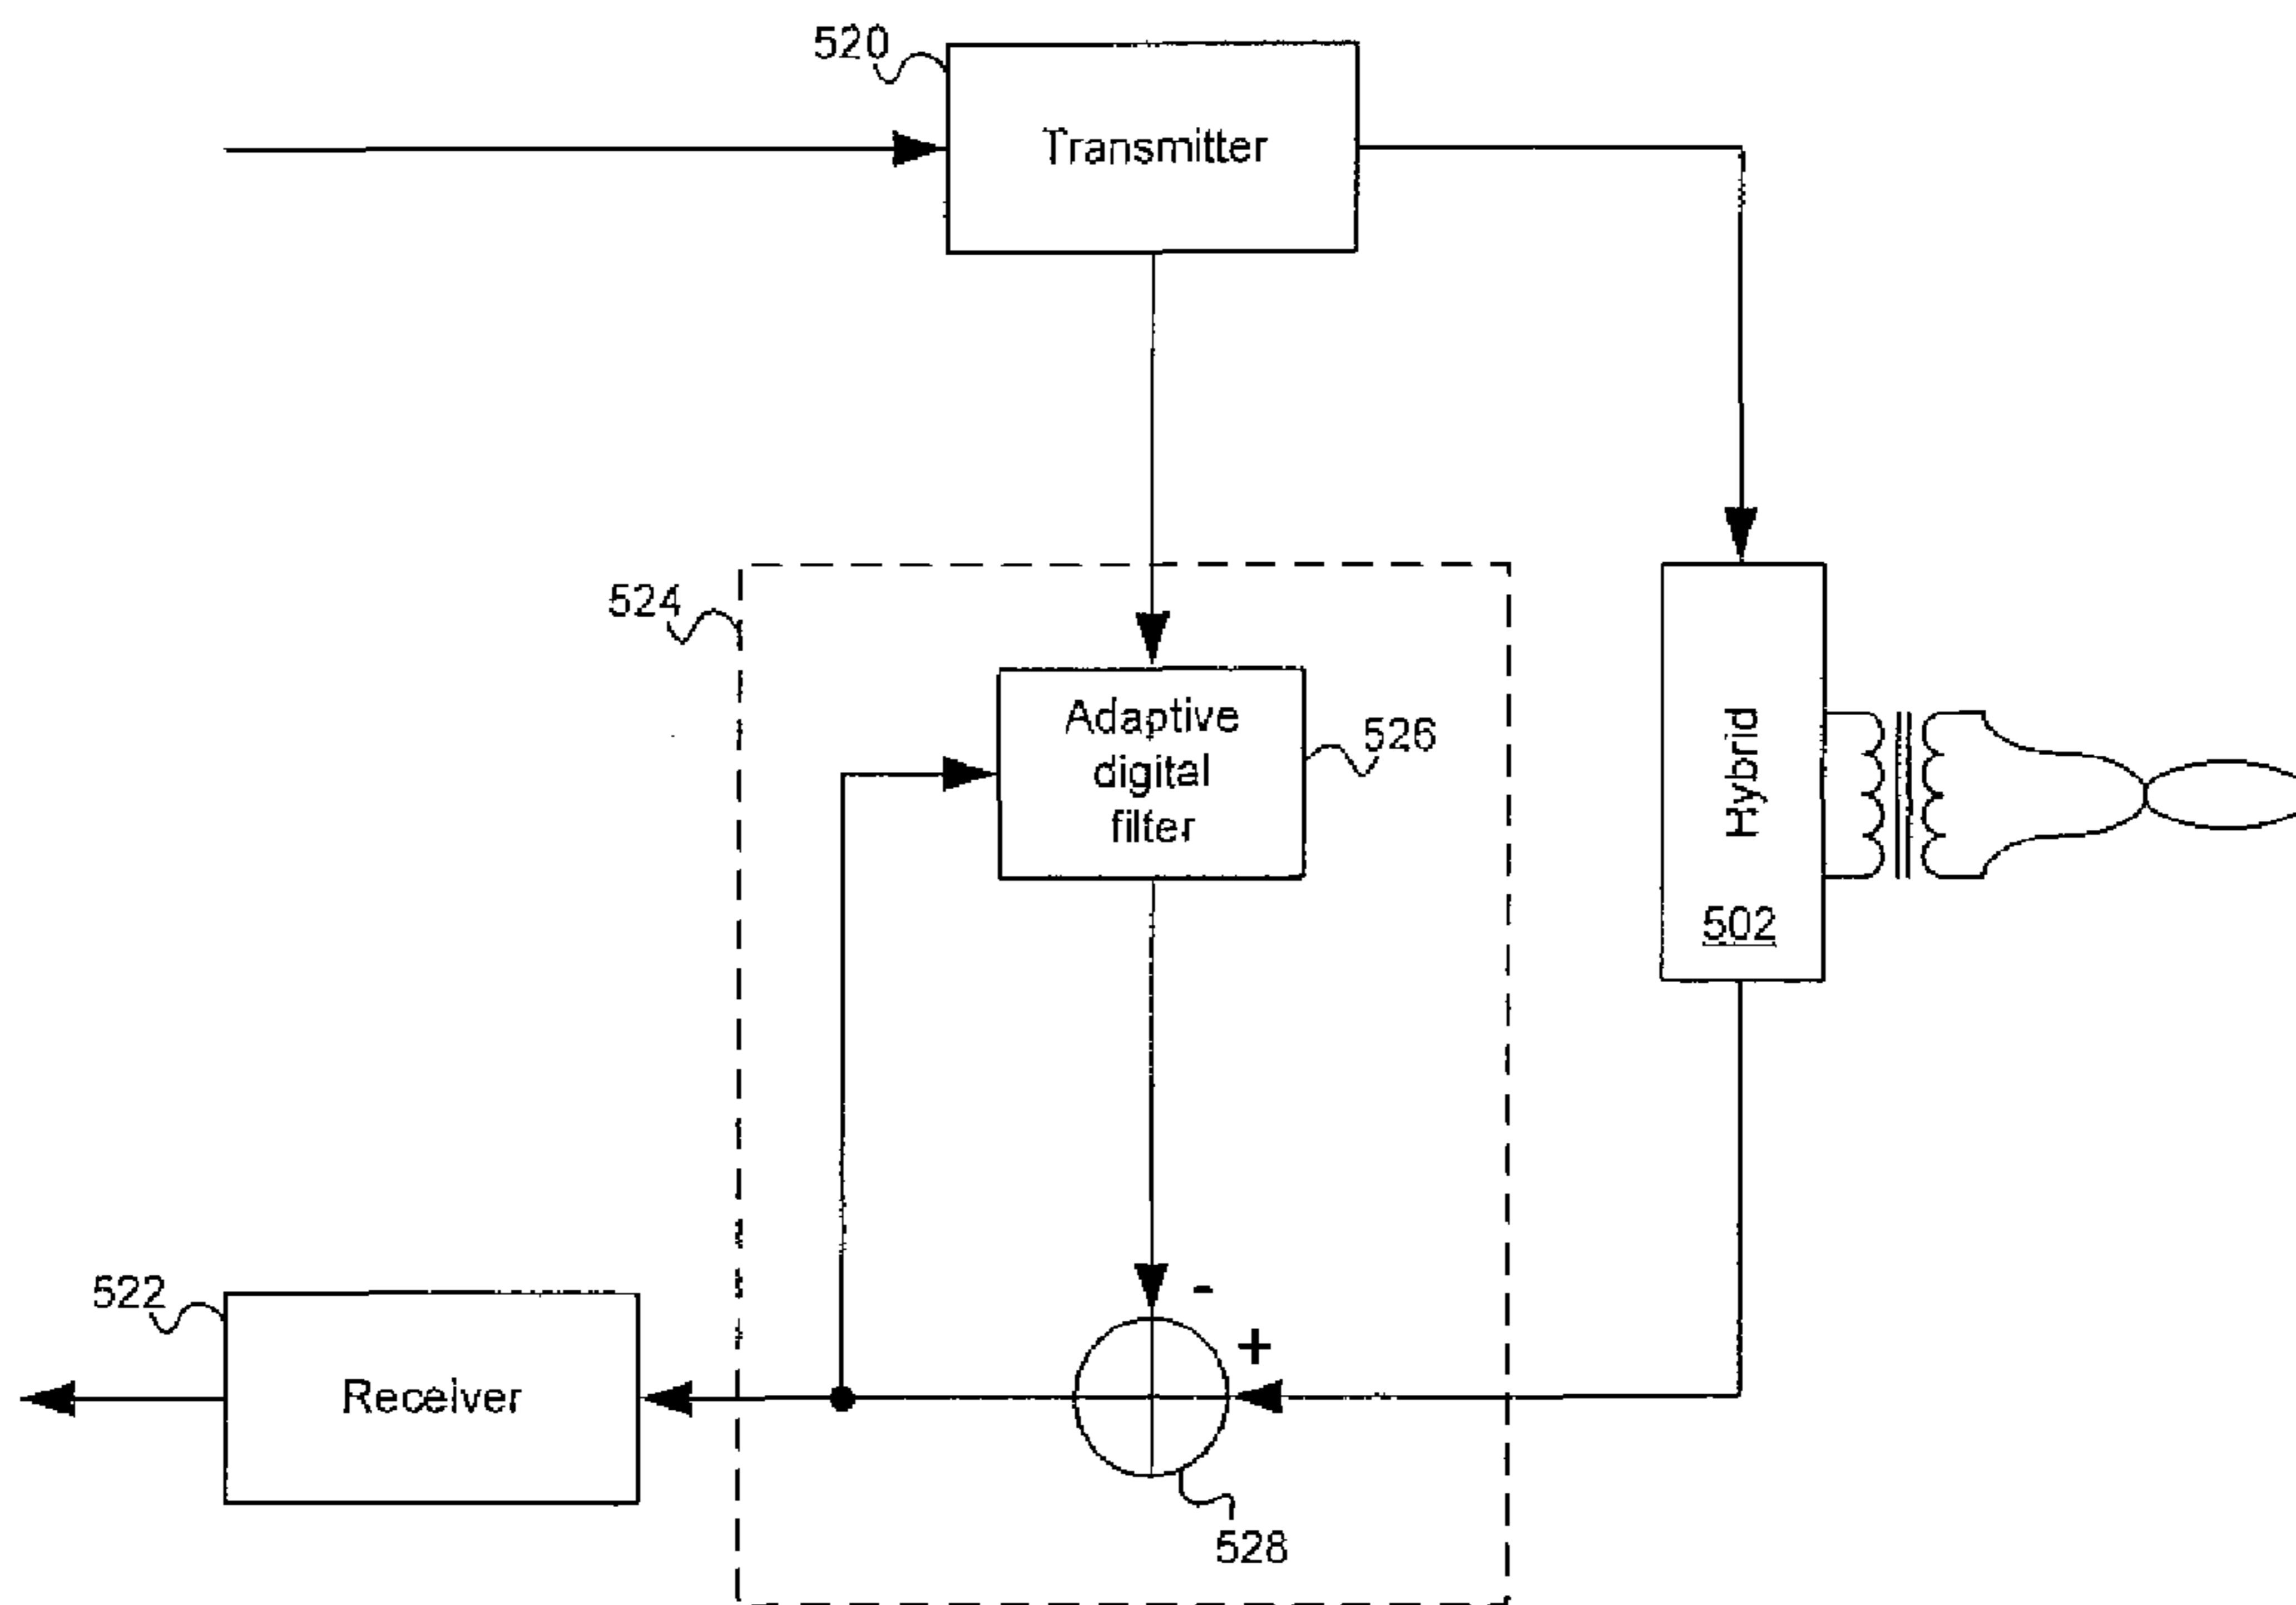 520
Transmitter
524
Adaptive
digital
filter
526
Hybrid
502
-
+
522
Receiver
528